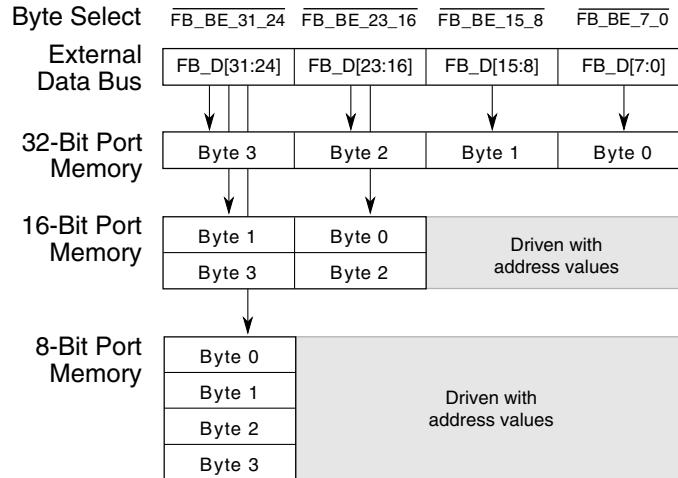 Byte Select FB_BE_31_24 FB_BE_23_16 FB_BE_15_8 FB_BE_7_0
External
Data Bus
FB_D[31:24] FB_D[23:16] FB_D[15:8] FB_D[7:0]
32-Bit Port
Memory
Byte 3 Byte 2 Byte 1 Byte 0
16-Bit Port
Memory
Byte 1 Byte 0
Byte 3 Byte 2
Driven with
address values
8-Bit Port
Memory
Byte 0
Byte 1
Byte 2
Byte 3
Driven with
address values